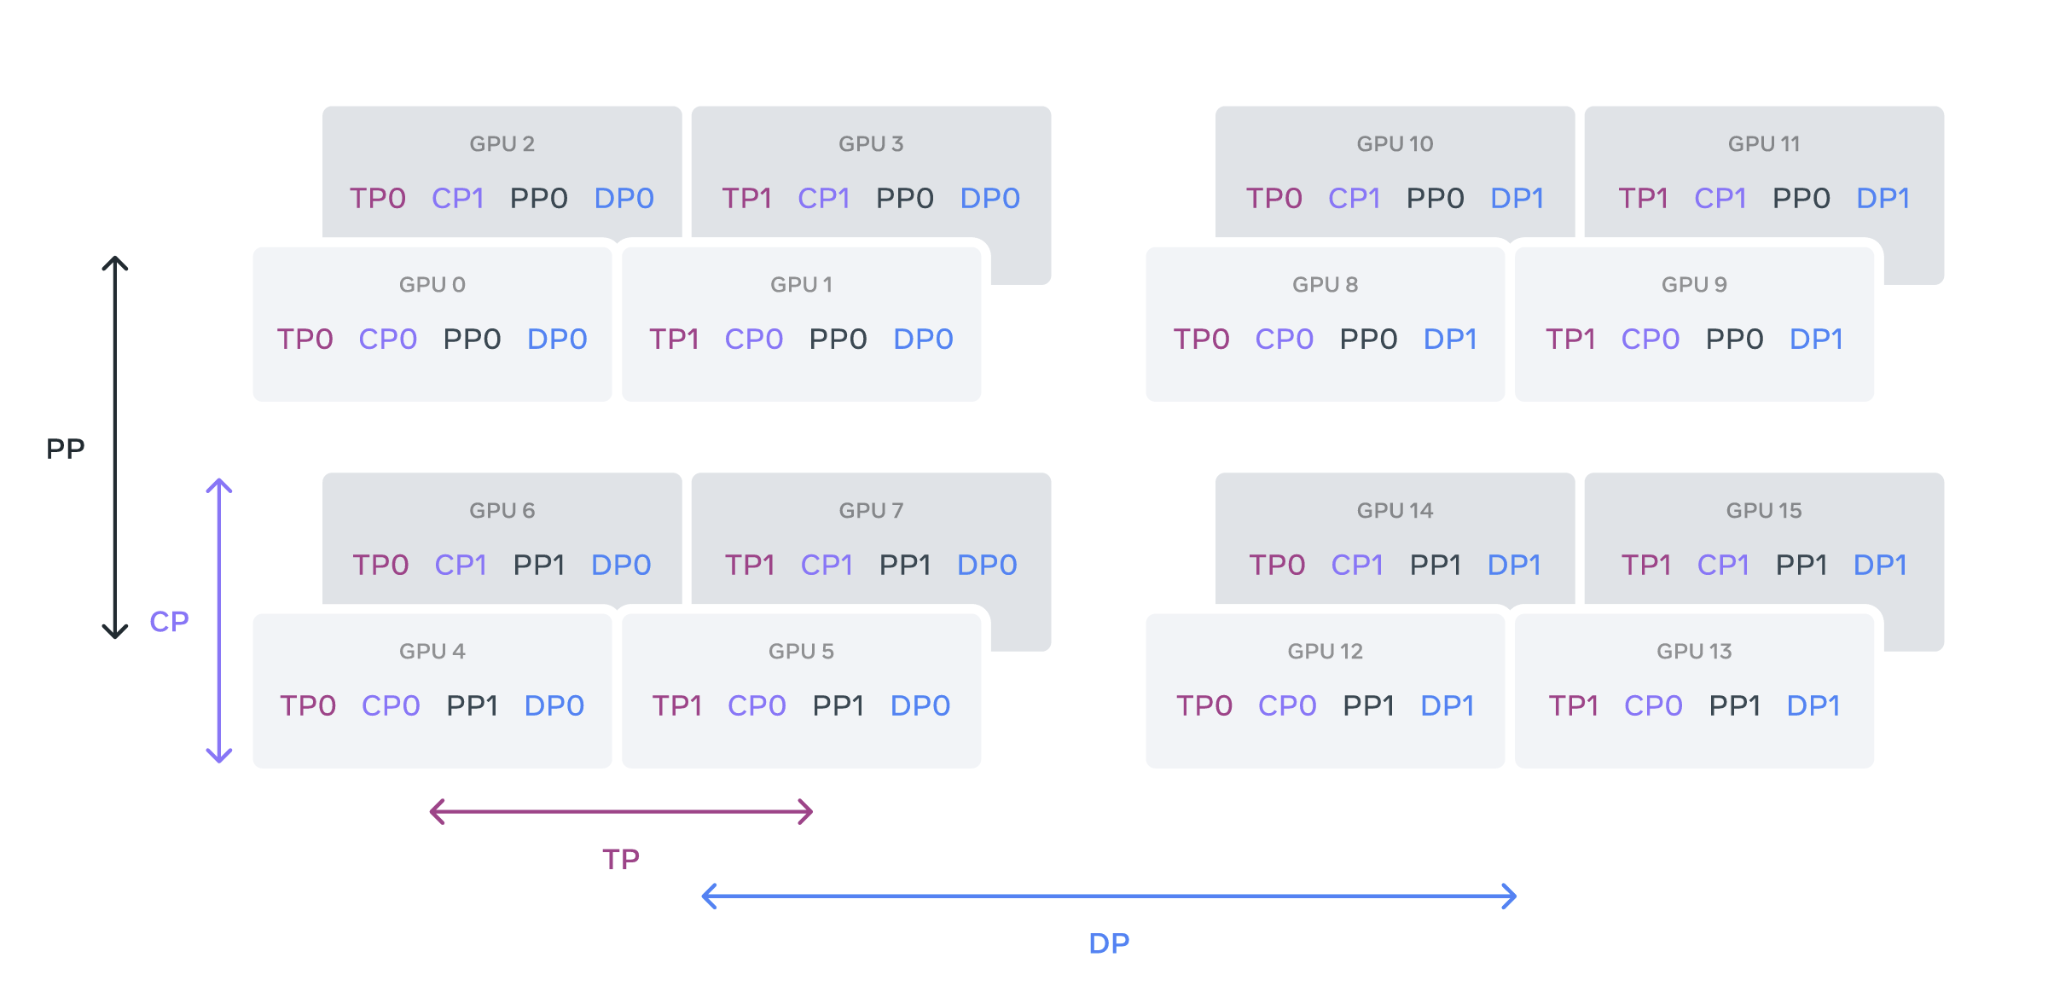 GPU 2 GPU 3 GPU 10 GPU 11
TP0 CP1 PP0 DP0 TP1 CP1 PP0 DP0 TP0 CP1 PP0 DP1 TP1 CP1 PP0 DP1
GPU 0 GPU 1 GPU 8 GPU 9
TP0 CP0 PP0 DP0 TP1 CP0 PP0 DP0 TP0 CP0 PP0 DP1 TP1 CP0 PP0 DP1
PP
GPU 6 GPU 7 GPU 14 GPU 15
TP0 CP1 PP1 DP0 TP1 CP1 PP1 DP0 TP0 CP1 PP1 DP1 TP1 CP1 PP1 DP1
CP
GPU 4 GPU 5 GPU 12 GPU 13
TP0 CP0 PP1 DP0 TP1 CP0 PP1 DP0 TP0 CP0 PP1 DP1 TP1 CP0 PP1 DP1
TP
DP